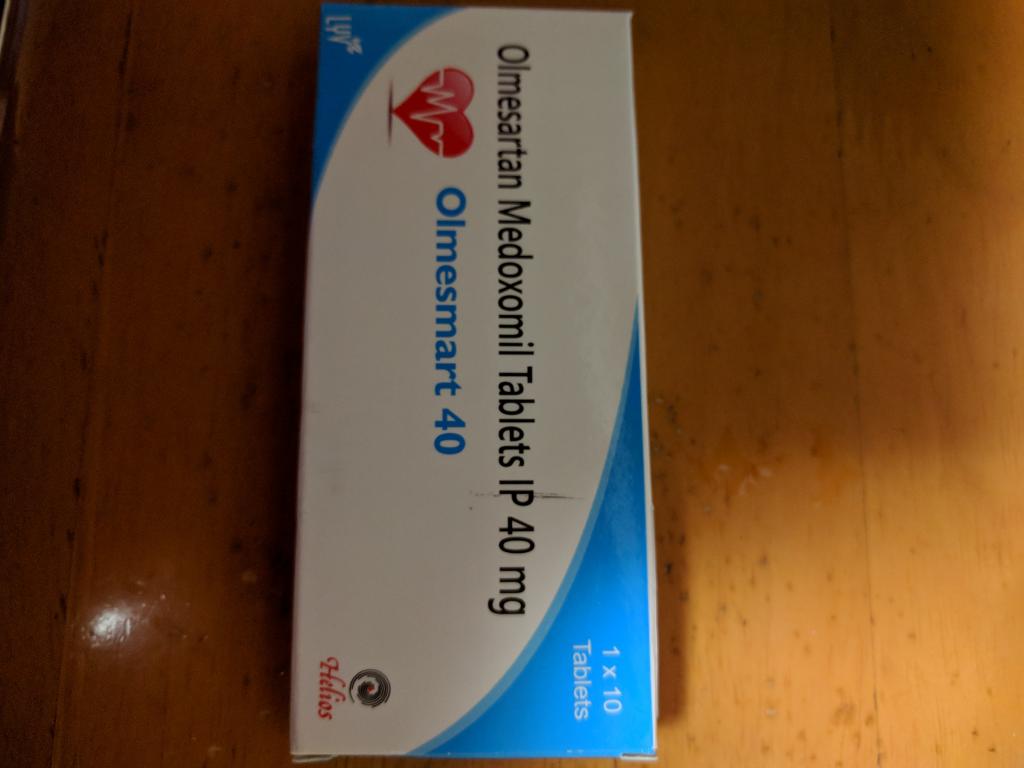 Olmesartan Medoxomil Tablets IP 40 mg
Olmesmart 40
1 x 10
Tablets
Helios